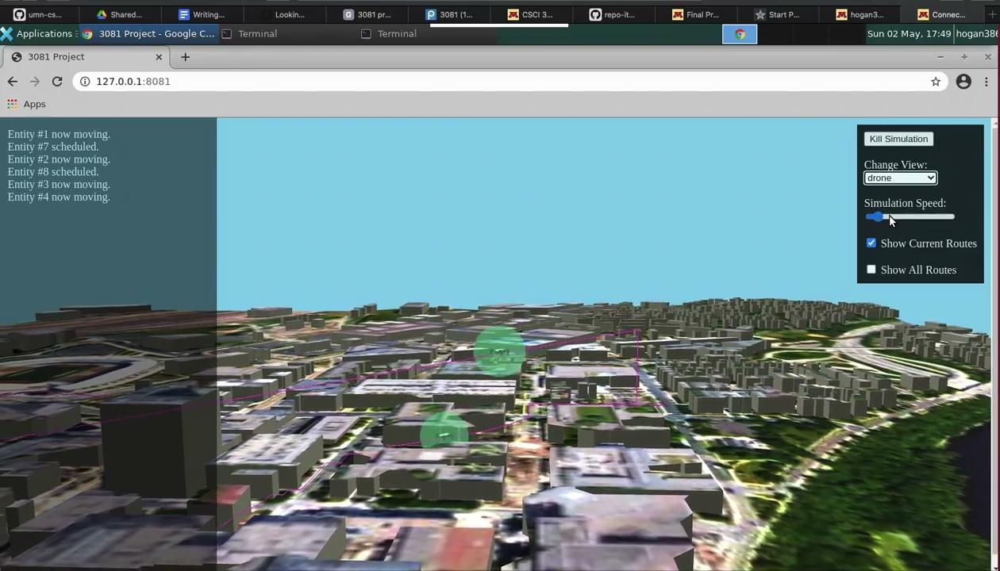 umn-cs...
Shared...
Writing...
Lookin...
3081 pr...
3081 (1...
CSCI 3...
repo-it...
Final Pr...
Start P...
hogan3...
Connec...
Applications
3081 Project - Google C...
Terminal
Terminal
Sun 02 May, 17:49
hogan386
3081 Project
127.0.0.1:8081
Apps
Entity #1 now moving.
Entity #7 scheduled.
Entity #2 now moving.
Entity #8 scheduled.
Entity #3 now moving.
Entity #4 now moving.
Kill Simulation
Change View:
drone
Simulation Speed:
Show Current Routes
Show All Routes